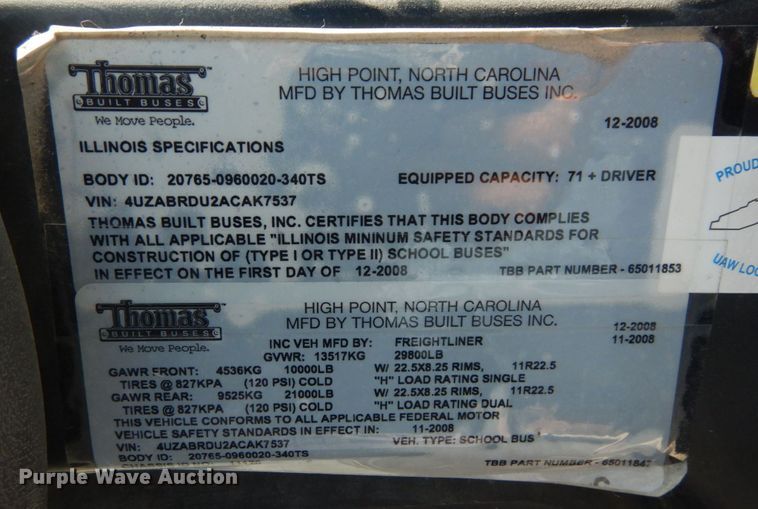 Thomas™
BUILT BUSES
We Move People.
HIGH POINT, NORTH CAROLINA
MFD BY THOMAS BUILT BUSES INC.
12-2008
ILLINOIS SPECIFICATIONS
BODY ID: 20765-0960020-340TS EQUIPPED CAPACITY: 71 + DRIVER
VIN: 4UZABRDU2ACAK7537
THOMAS BUILT BUSES, INC. CERTIFIES THAT THIS BODY COMPLIES
WITH ALL APPLICABLE "ILLINOIS MININUM SAFETY STANDARDS FOR
CONSTRUCTION OF (TYPE I OR TYPE II) SCHOOL BUSES"
IN EFFECT ON THE FIRST DAY OF 12-2008 TBB PART NUMBER - 65011853
PROUD
UAW LOC
Thomas™
BUILT BUSES
We Move People.
HIGH POINT, NORTH CAROLINA
MFD BY THOMAS BUILT BUSES INC.
12-2008
INC VEH MFD BY: FREIGHTLINER 11-2008
GVWR: 13517KG 29800LB
GAWR FRONT: 4536KG 10000LB W/ 22.5X8.25 RIMS, 11R22.5
TIRES @ 827KPA (120 PSI) COLD "H" LOAD RATING SINGLE
GAWR REAR: 9525KG 21000LB W/ 22.5X8.25 RIMS, 11R22.5
TIRES @ 827KPA (120 PSI) COLD "H" LOAD RATING DUAL
THIS VEHICLE CONFORMS TO ALL APPLICABLE FEDERAL MOTOR
VEHICLE SAFETY STANDARDS IN EFFECT IN: 11-2008
VIN: 4UZABRDU2ACAK7537 VEH. TYPE: SCHOOL BUS
BODY ID: 20765-0960020-340TS TBB PART NUMBER - 65011847
Purple Wave Auction